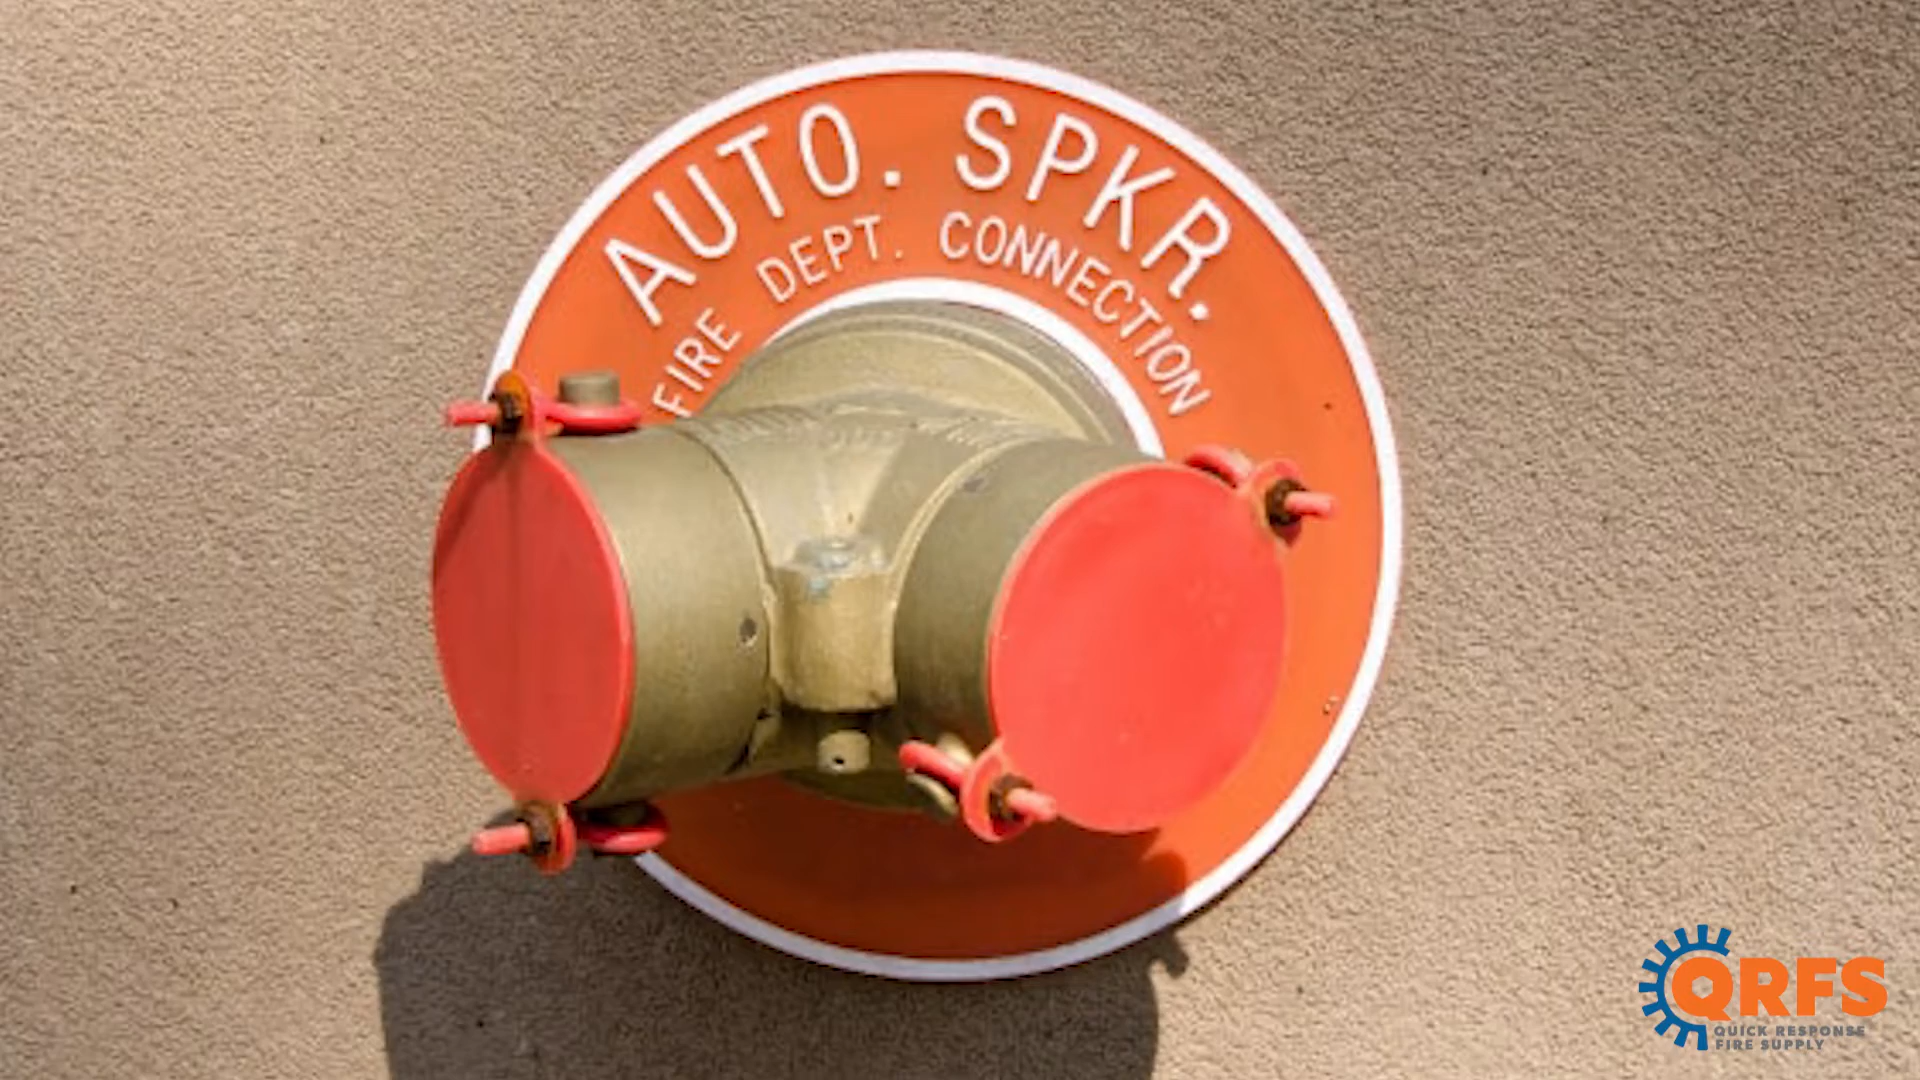 AUTO. SPKR.
FIRE DEPT. CONNECTION
QRFS
QUICK RESPONSE
FIRE SUPPLY